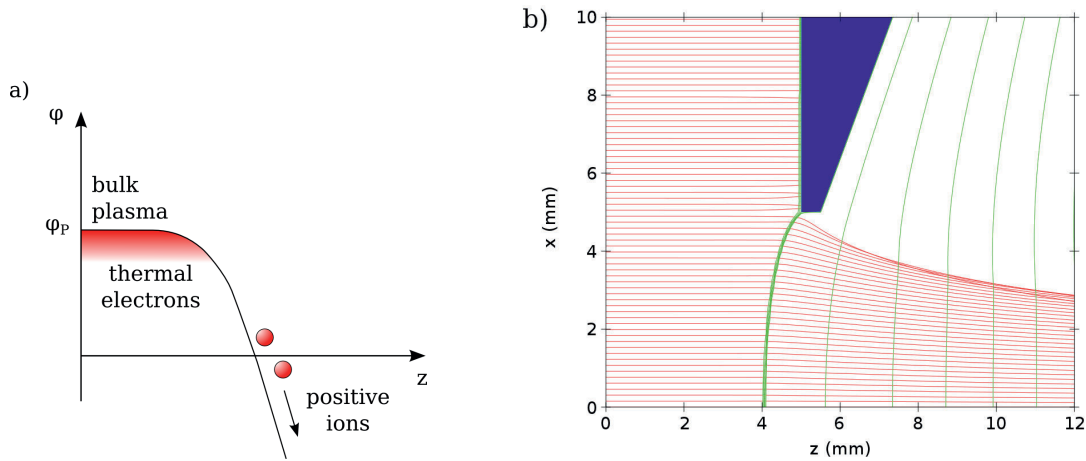 a)
φ
bulk
plasma
φP
thermal
electrons
z
positive
ions
b)
10
8
6
4
2
0
x (mm)
0 2 4 6 8 10 12
z (mm)